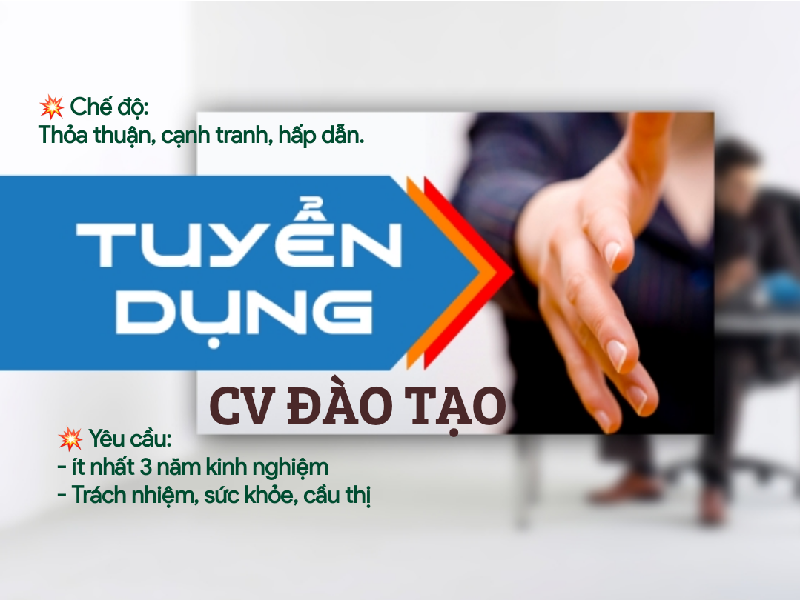 💥 Chế độ:
Thỏa thuận, cạnh tranh, hấp dẫn.
TUYỂN
DỤNG
CV ĐÀO TẠO
💥 Yêu cầu:
- ít nhất 3 năm kinh nghiệm
- Trách nhiệm, sức khỏe, cầu thị